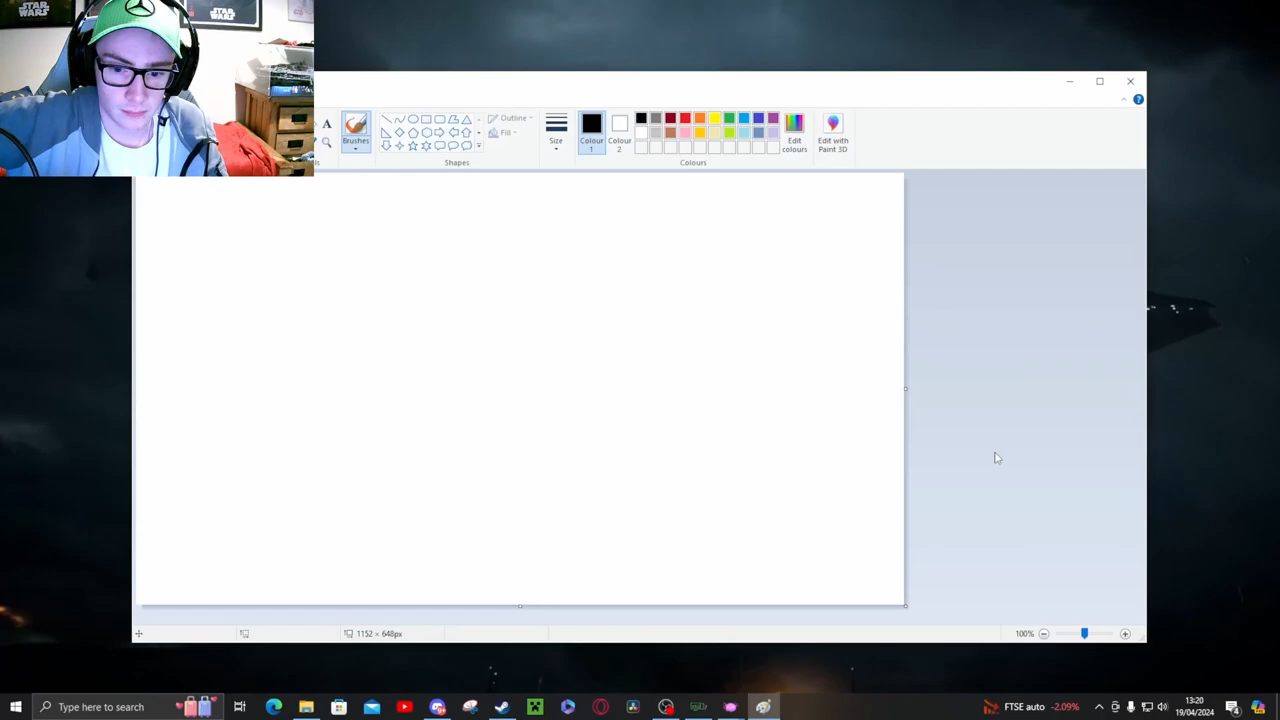 STAR WARS
STAR WARS
A
Brushes
Outline
Fill
Shapes
Size
Colour 1
Colour 2
Edit colours
Edit with Paint 3D
Colours
1152 × 648px
100%
Type here to search
FTSE auto -2.09%
13:20
19/04/2024
4